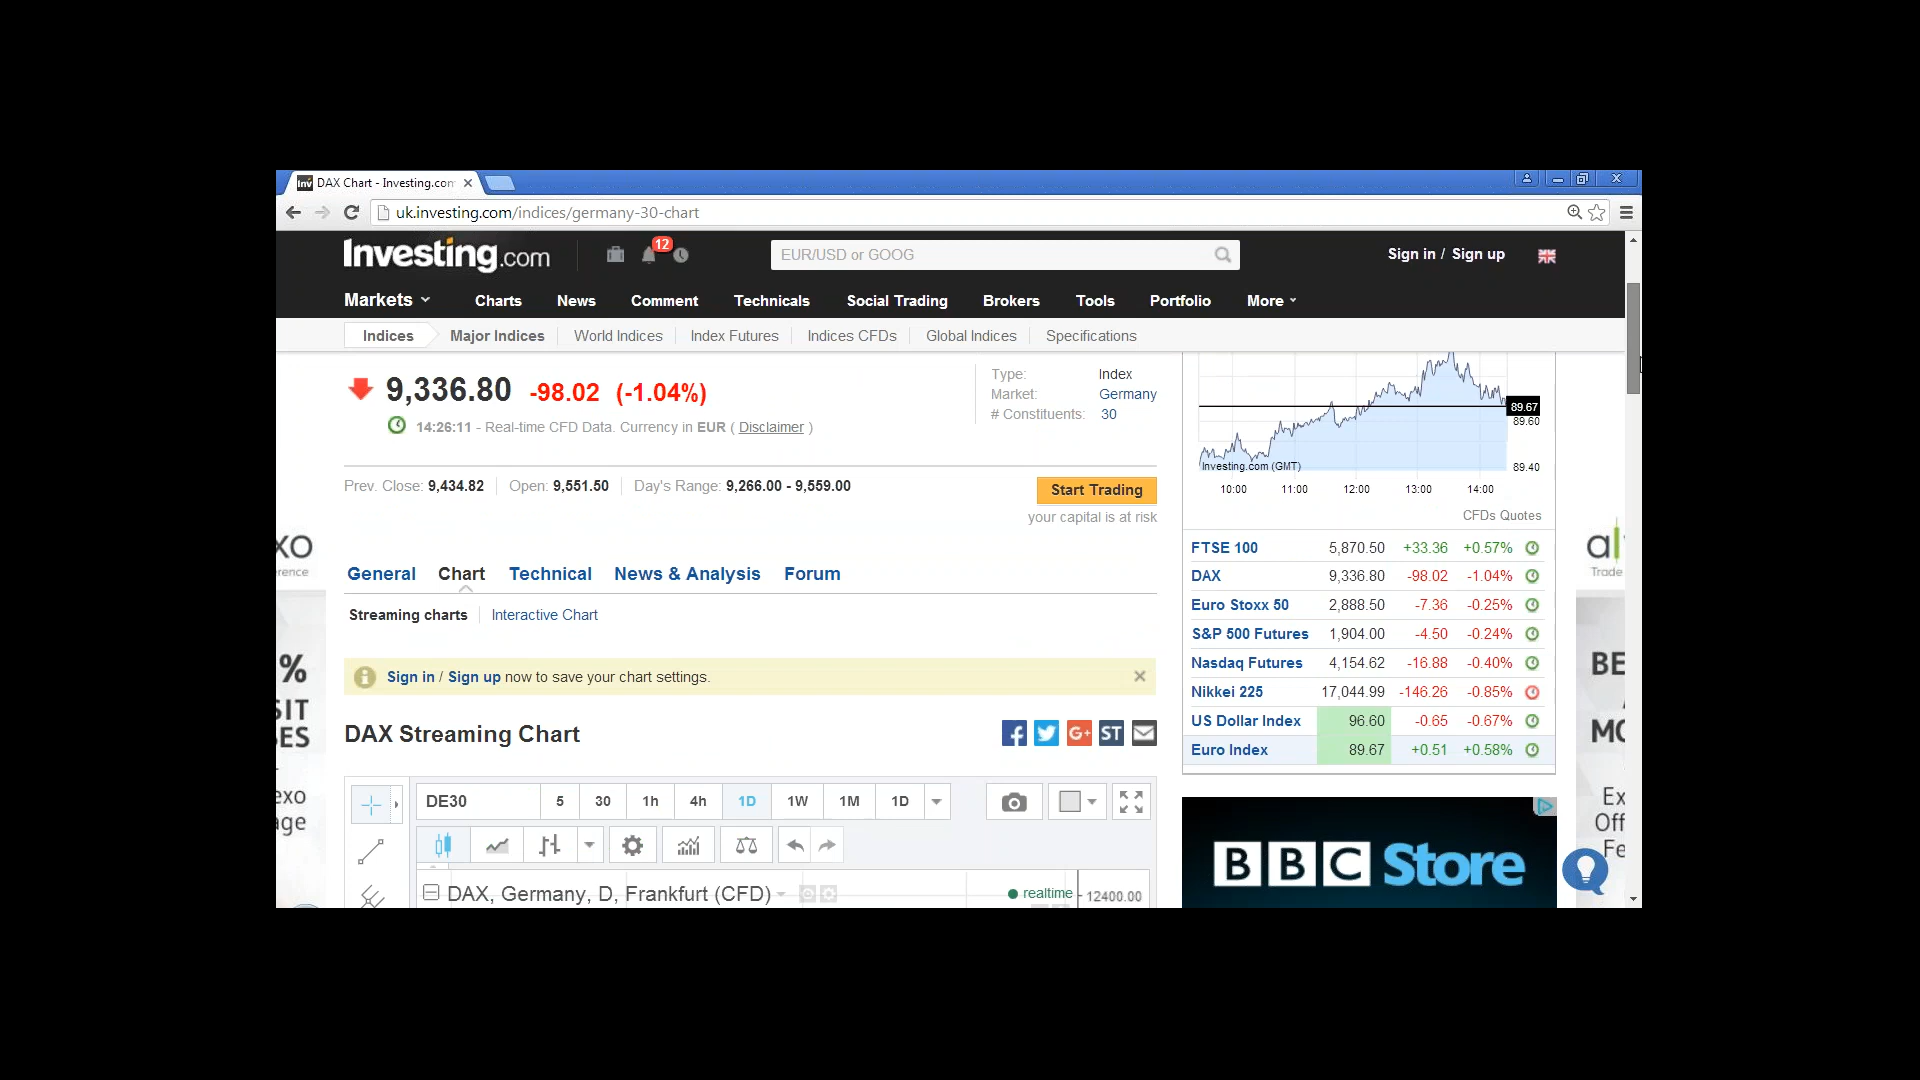 DAX Chart - Investing.con
uk.investing.com/indices/germany-30-chart
Investing.com
12
EUR/USD or GOOG
Sign in / Sign up
Markets Charts News Comment Technicals Social Trading Brokers Tools Portfolio More
Indices Major Indices World Indices Index Futures Indices CFDs Global Indices Specifications
9,336.80 -98.02 (-1.04%)
14:26:11 - Real-time CFD Data. Currency in EUR ( Disclaimer )
Type: Index
Market: Germany
# Constituents: 30
Prev. Close: 9,434.82 Open: 9,551.50 Day's Range: 9,266.00 - 9,559.00
Start Trading
your capital is at risk
General Chart Technical News & Analysis Forum
Streaming charts Interactive Chart
Sign in / Sign up now to save your chart settings.
DAX Streaming Chart
ST
DE30 5 30 1h 4h 1D 1W 1M 1D
DAX, Germany, D, Frankfurt (CFD)
realtime
12400.00
89.67
89.60
89.40
Investing.com (GMT)
10:00 11:00 12:00 13:00 14:00
CFDs Quotes
FTSE 100 5,870.50 +33.36 +0.57%
DAX 9,336.80 -98.02 -1.04%
Euro Stoxx 50 2,888.50 -7.36 -0.25%
S&P 500 Futures 1,904.00 -4.50 -0.24%
Nasdaq Futures 4,154.62 -16.88 -0.40%
Nikkei 225 17,044.99 -146.26 -0.85%
US Dollar Index 96.60 -0.65 -0.67%
Euro Index 89.67 +0.51 +0.58%
BBC Store
Trade